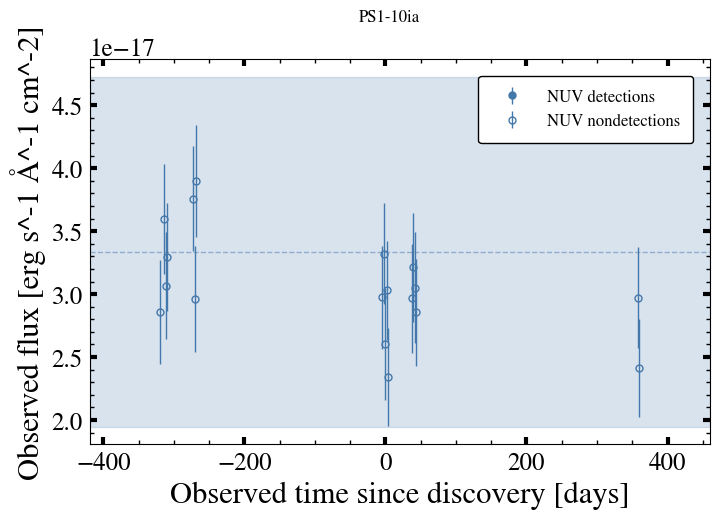 PS1-10ia
1e−17
Observed flux [erg s^-1 Å^-1 cm^-2]
4.5
4.0
3.5
3.0
2.5
2.0
NUV detections
NUV nondetections
−400
−200
0
200
400
Observed time since discovery [days]